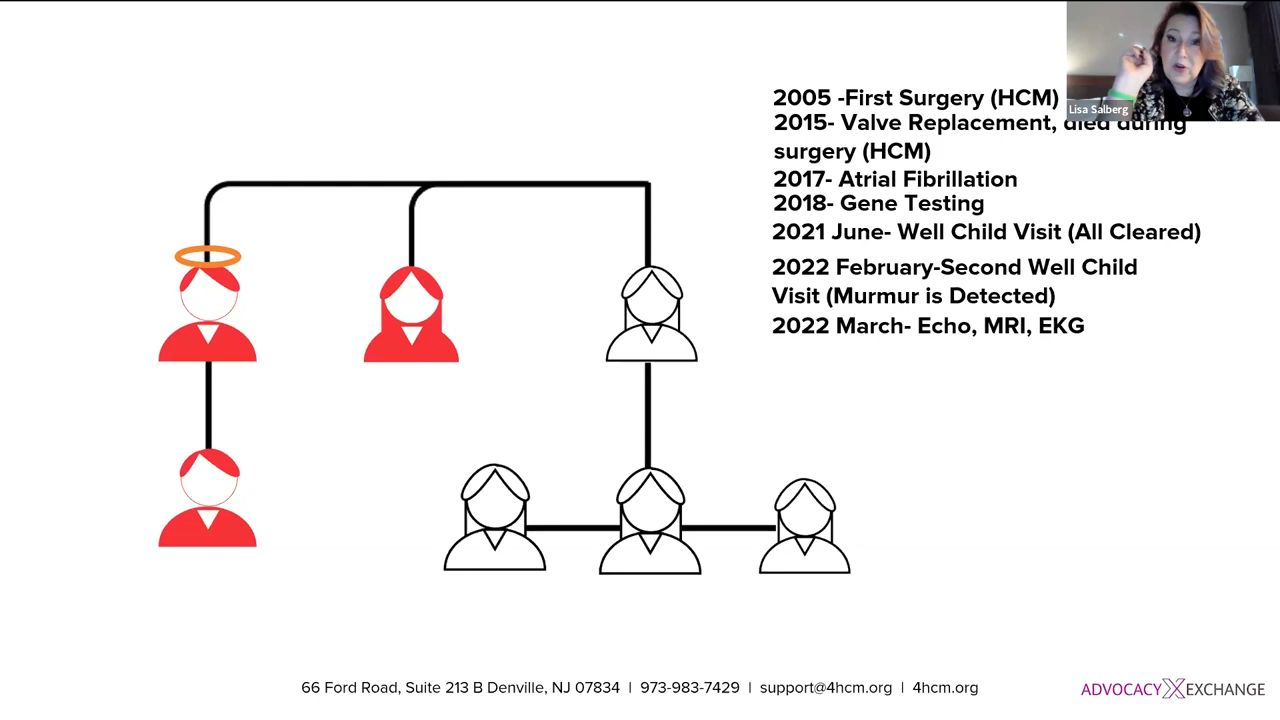 Lisa Salberg
2005 -First Surgery (HCM)
2015- Valve Replacement, died during
surgery (HCM)
2017- Atrial Fibrillation
2018- Gene Testing
2021 June- Well Child Visit (All Cleared)
2022 February-Second Well Child
Visit (Murmur is Detected)
2022 March- Echo, MRI, EKG
66 Ford Road, Suite 213 B Denville, NJ 07834 | 973-983-7429 | support@4hcm.org | 4hcm.org
ADVOCACY X EXCHANGE